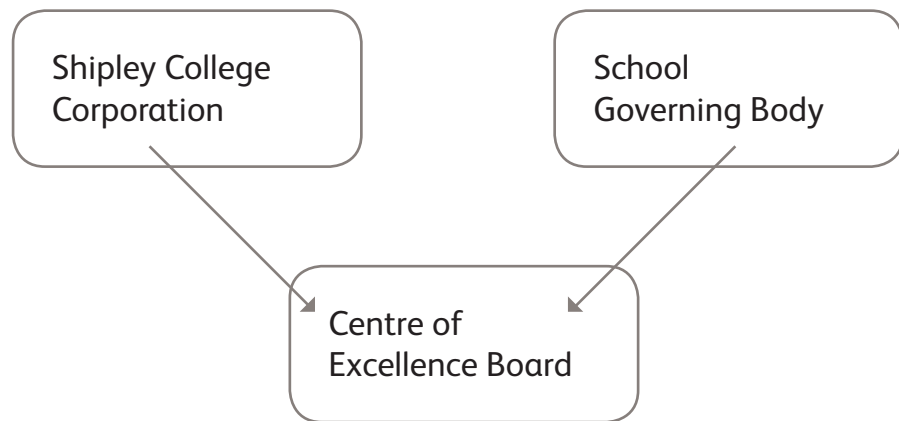 Shipley College
Corporation
School
Governing Body
Centre of
Excellence Board